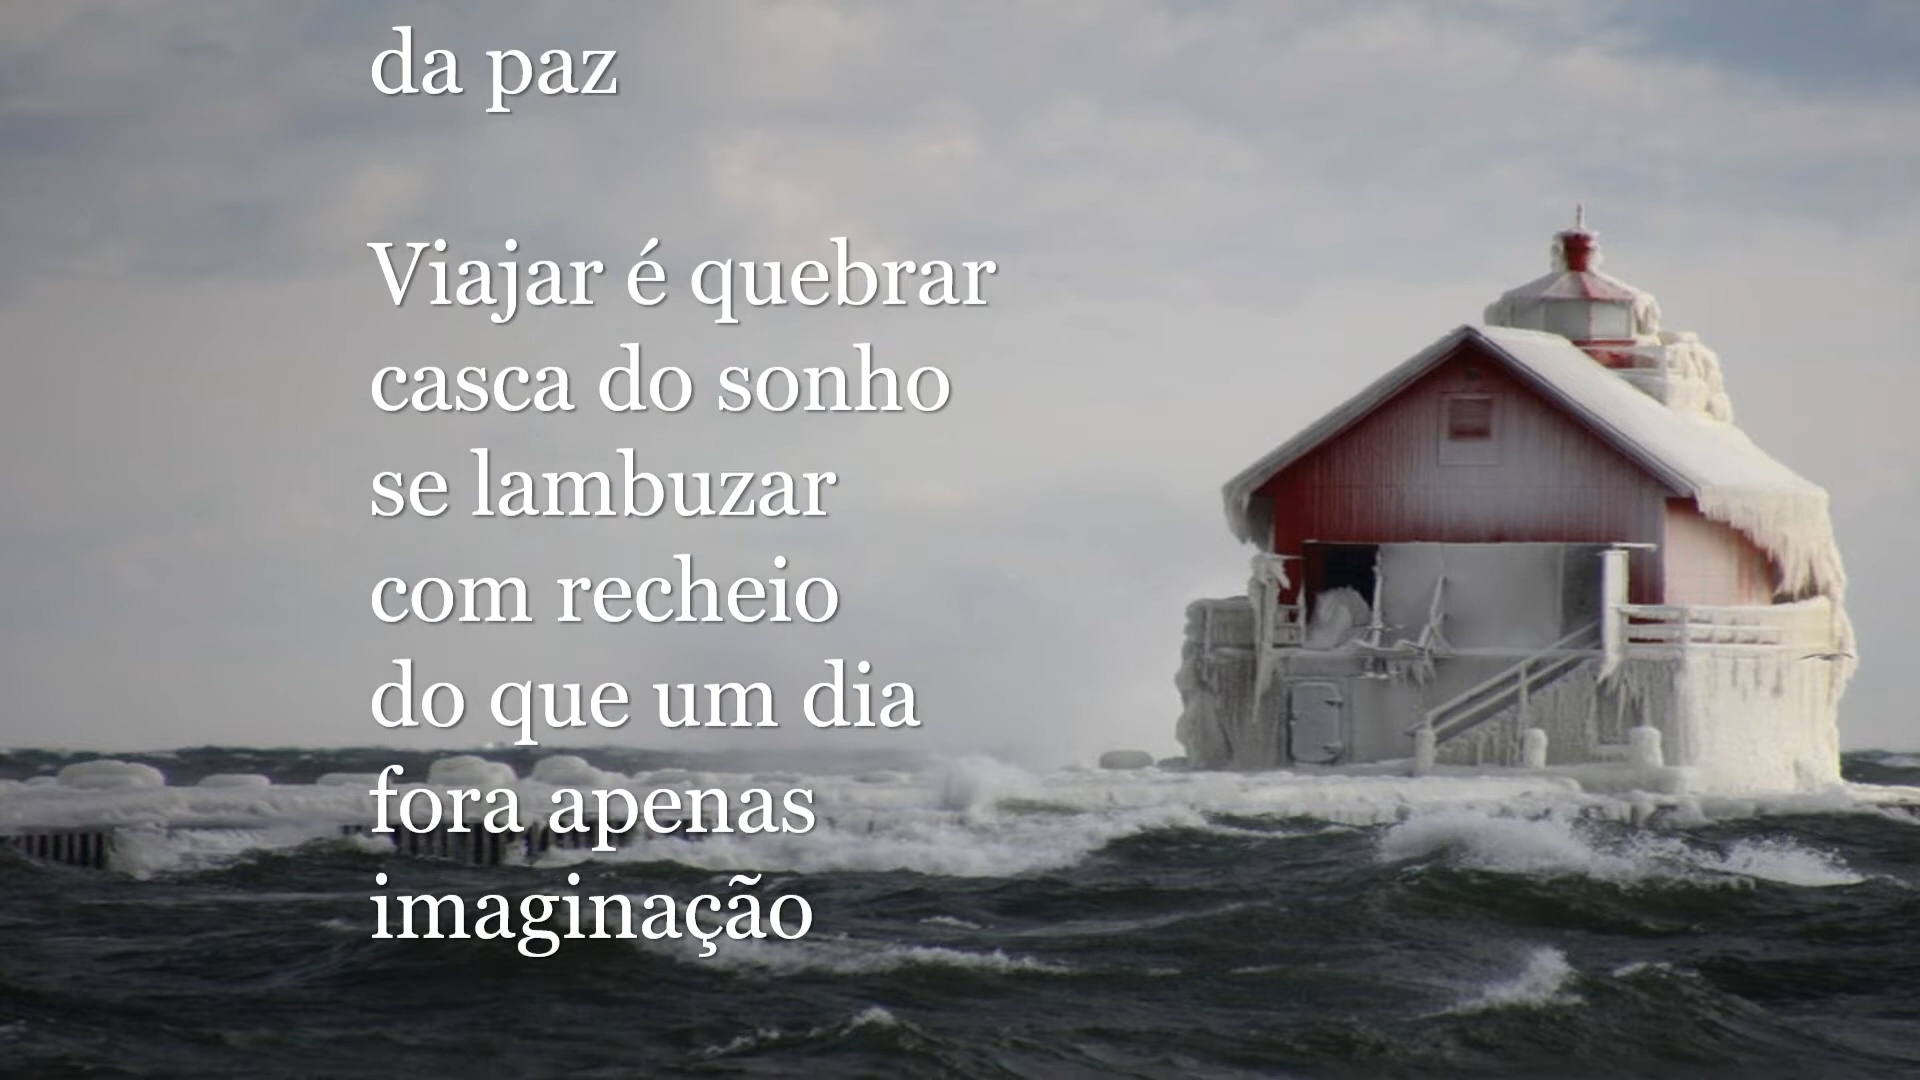 da paz
Viajar é quebrar
casca do sonho
se lambuzar
com recheio
do que um dia
fora apenas
imaginação